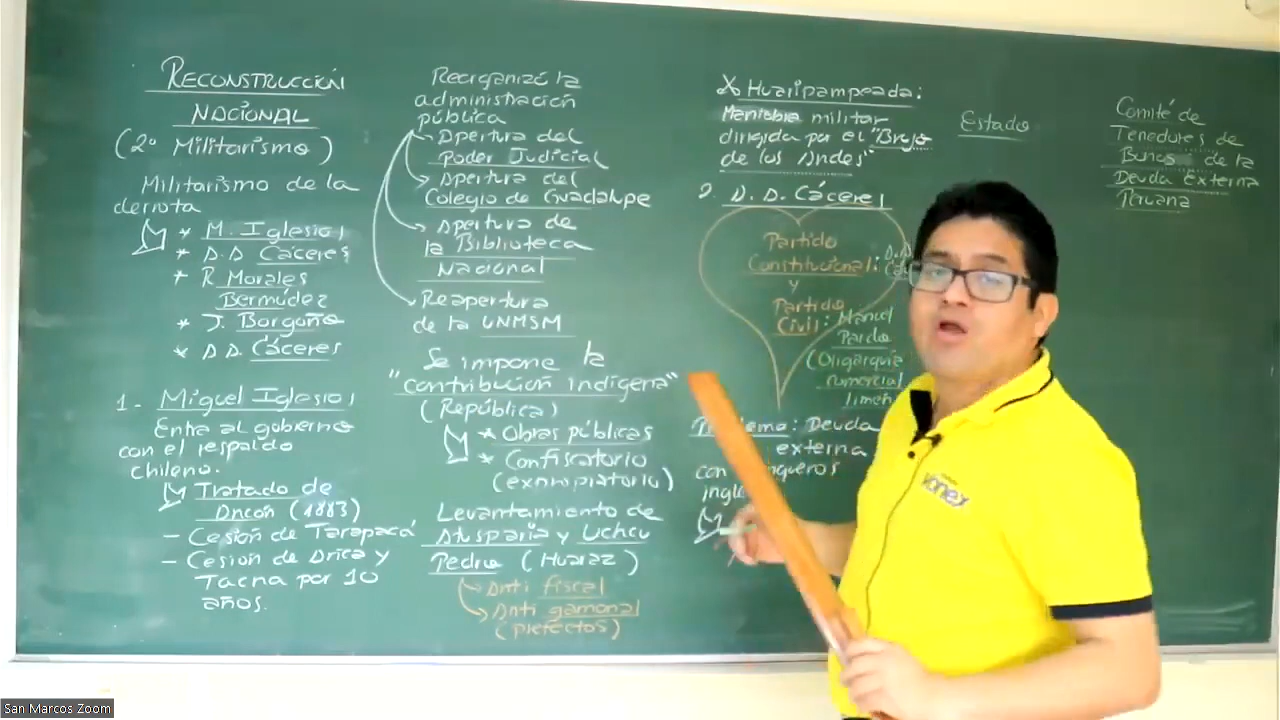 RECONSTRUCCIÓN
NACIONAL
(2º Militarismo)
Militarismo de la
derrota
* M. Iglesias
* A.A. Cáceres
* R Morales
Bermúdez
* J. Borgoño
* A.A. Cáceres
1.- Miguel Iglesias
Entra al gobierno
con el respaldo
chileno.
Tratado de
Ancón (1883)
- Cesión de Tarapacá
- Cesión de Arica y
Tacna por 10
años.
Reorganizó la
administración
pública
Apertura del
Poder Judicial
Apertura del
Colegio de Guadalupe
Apertura de
la Biblioteca
Nacional
Reapertura
de la UNMSM
Se impone la
"contribución indígena"
(República)
* Obras públicas
* Confiscatorio
(expropiatorio)
Levantamiento de
Atusparia y Uchcu
Pedro (Huaraz)
Anti fiscal
Anti gamonal
(prefectos)
Huaripampeada:
Maniobra militar
dirigida por el "Brujo
de los Andes"
2. A.A. Cáceres
Partido
Constitucional: A.A.
y
Partido
Civil: Manuel
Pardo
(Oligarquía
comercial
: Deuda
externa
con
Estado
Comité de
Tenedores de
Bonos de la
Deuda Externa
Peruana
vonex
San Marcos Zoom